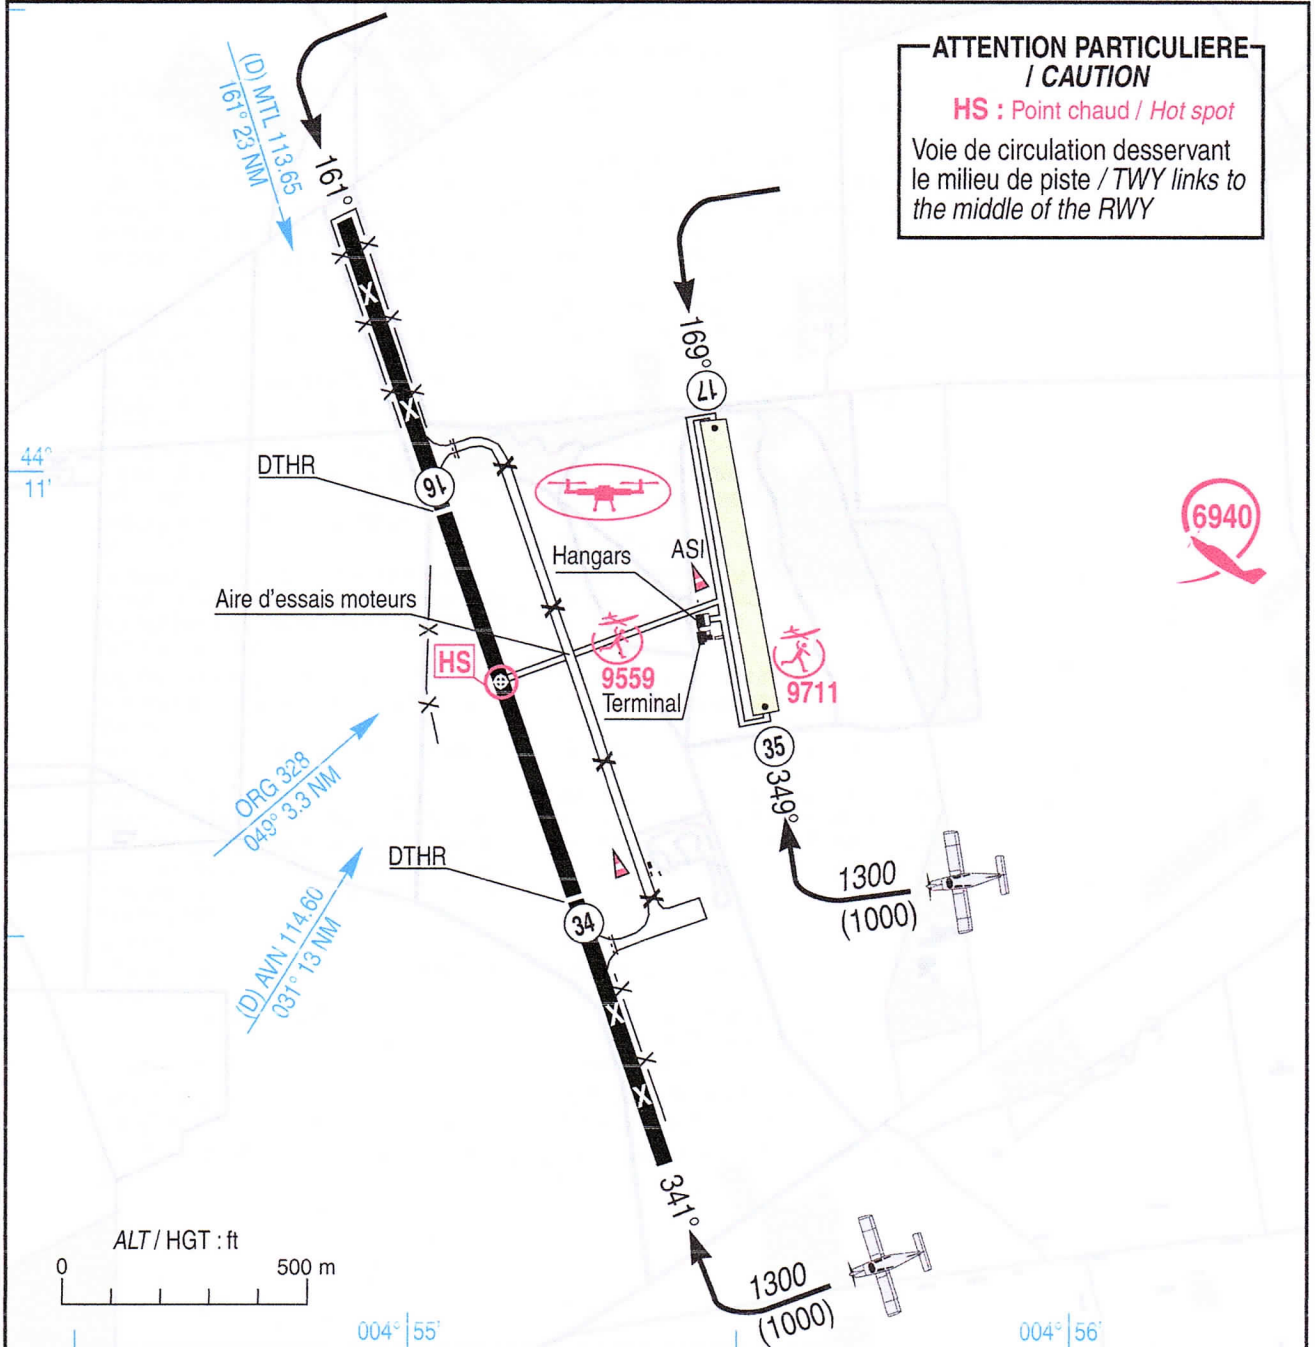 ATTENTION PARTICULIERE
/ CAUTION
HS : Point chaud / Hot spot
Voie de circulation desservant
le milieu de piste / TWY links to
the middle of the RWY
(D) MTL 113.65
161° 23 NM
161°
169°
17
44°
11'
DTHR
16
6940
Hangars
ASI
Aire d'essais moteurs
HS
9559
9711
Terminal
35
349°
ORG 328
049° 3.3 NM
DTHR
1300
(1000)
34
(D) AVN 114.60
031° 13 NM
341°
ALT / HGT : ft
0
500 m
1300
(1000)
004° 55'
004° 56'